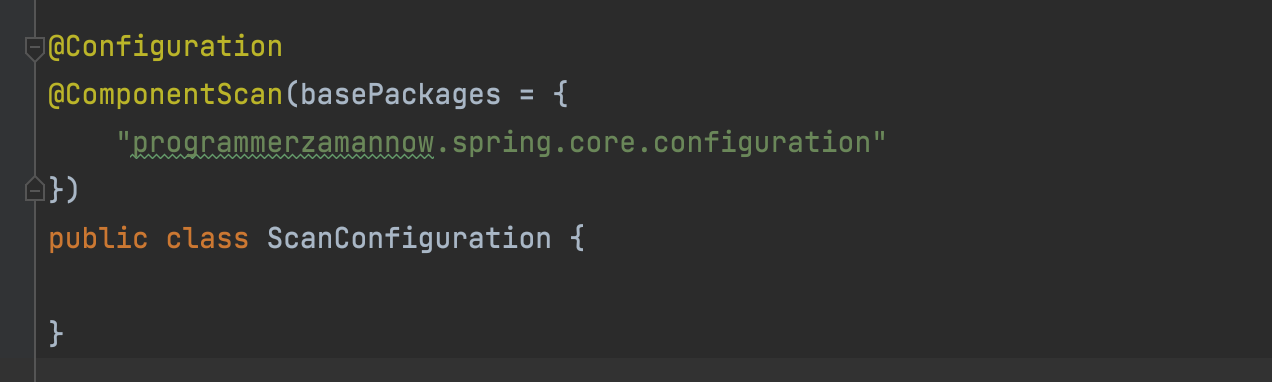 @Configuration
@ComponentScan(basePackages = {
"programmerzamannow.spring.core.configuration"
})
public class ScanConfiguration {
}